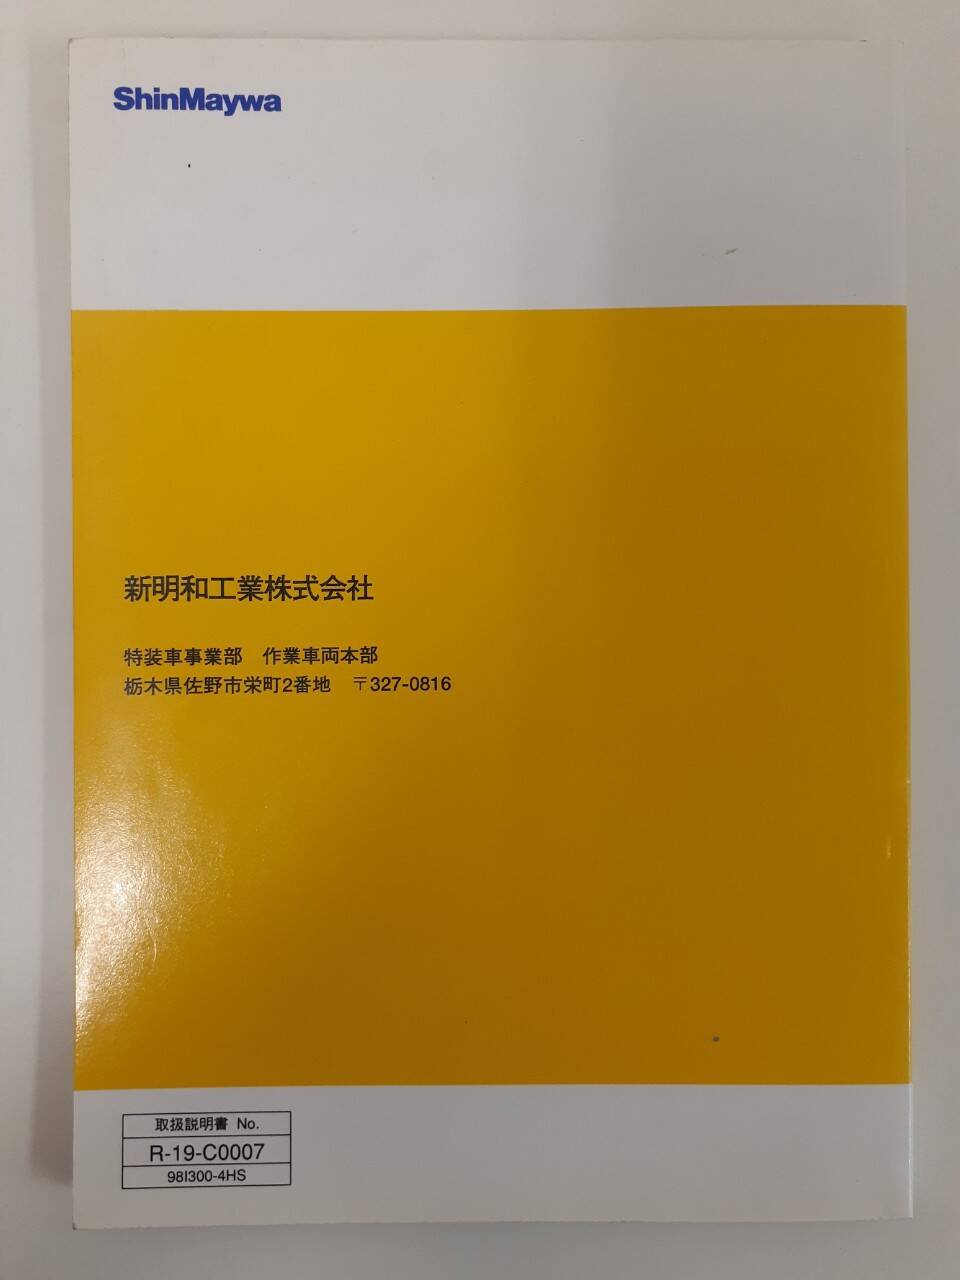 ShinMaywa
新明和工業株式会社
特装車事業部　作業車両本部
栃木県佐野市栄町2番地　〒327-0816
取扱説明書 No.
R-19-C0007
98I300-4HS